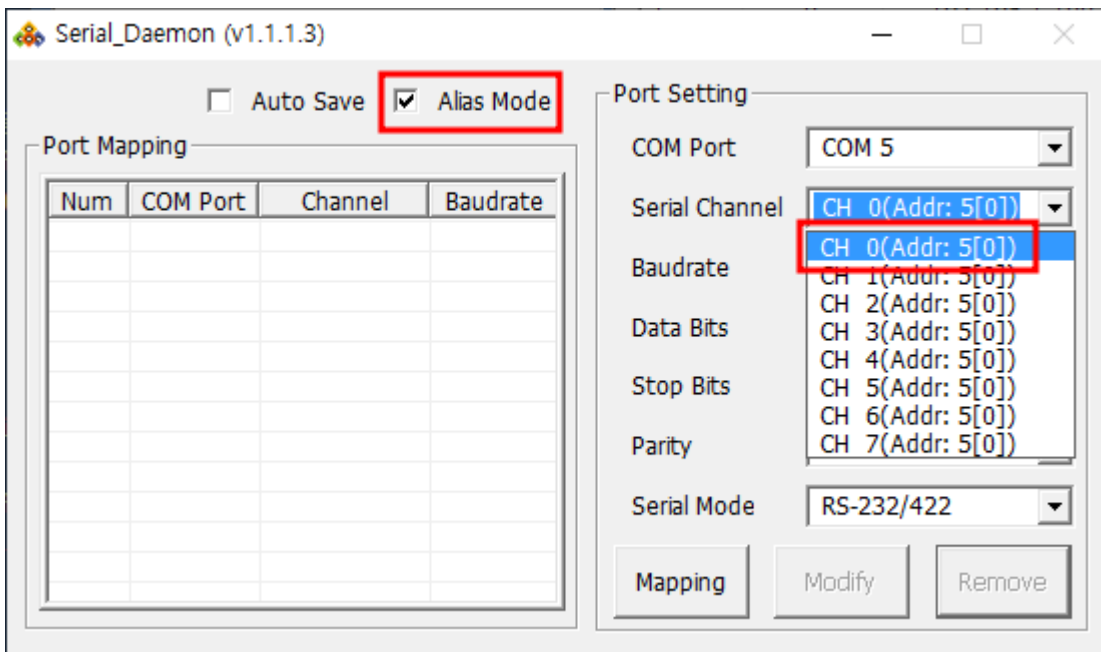 Serial_Daemon (v1.1.1.3)
Auto Save
Alias Mode
Port Mapping
Num COM Port Channel Baudrate
Port Setting
COM Port COM 5
Serial Channel CH 0(Addr: 5[0])
CH 0(Addr: 5[0])
CH 1(Addr: 5[0])
CH 2(Addr: 5[0])
CH 3(Addr: 5[0])
CH 4(Addr: 5[0])
CH 5(Addr: 5[0])
CH 6(Addr: 5[0])
CH 7(Addr: 5[0])
Baudrate
Data Bits
Stop Bits
Parity
Serial Mode RS-232/422
Mapping Modify Remove